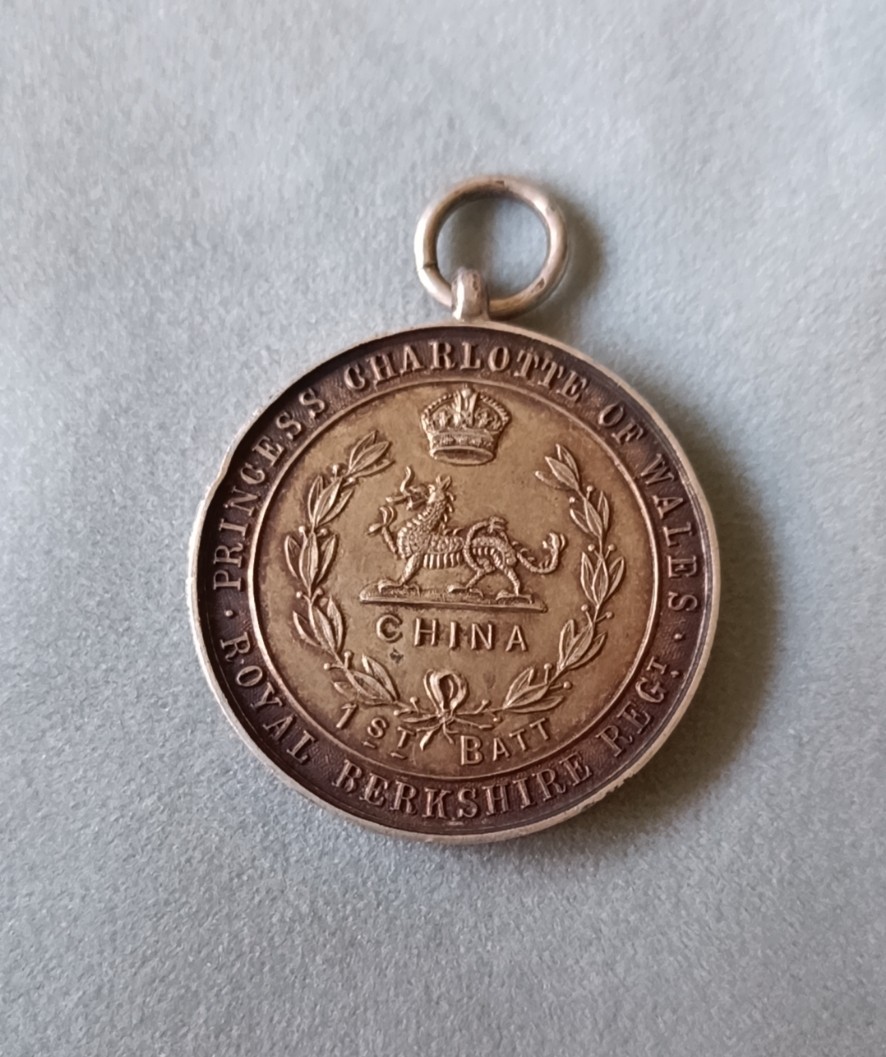 PRINCESS CHARLOTTE OF WALES
CHINA
1ST BATT
ROYAL BERKSHIRE REGT